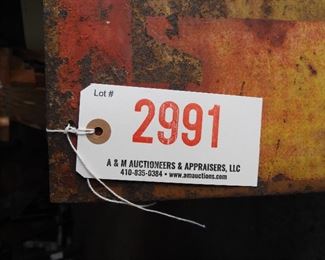 Lot #
2991
A & M AUCTIONEERS & APPRAISERS, LLC
410-835-0384 • www.amauctions.com